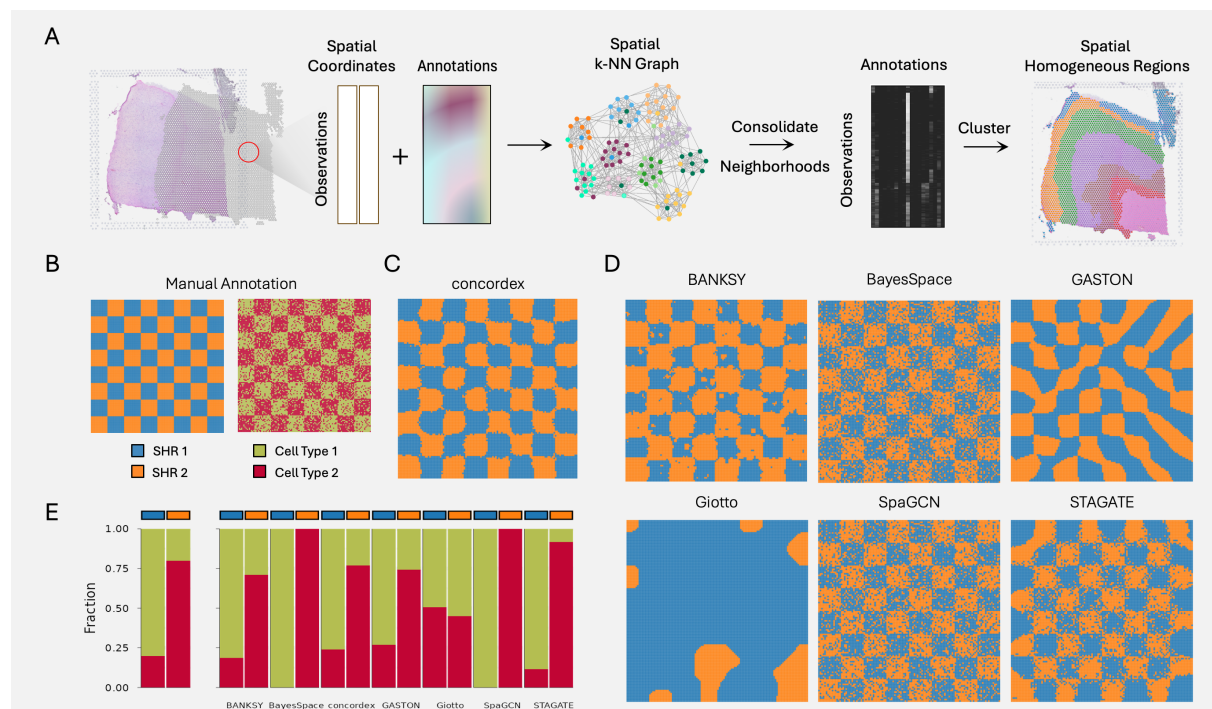 A
Spatial
Coordinates
Annotations
Observations
+
Spatial
k-NN Graph
Consolidate
Neighborhoods
Annotations
Observations
Cluster
Spatial
Homogeneous Regions
B
Manual Annotation
SHR 1
SHR 2
Cell Type 1
Cell Type 2
C
concordex
D
BANKSY
BayesSpace
GASTON
Giotto
SpaGCN
STAGATE
E
Fraction
1.00
0.75
0.50
0.25
0.00
BANKSY BayesSpace concordex GASTON Giotto SpaGCN STAGATE